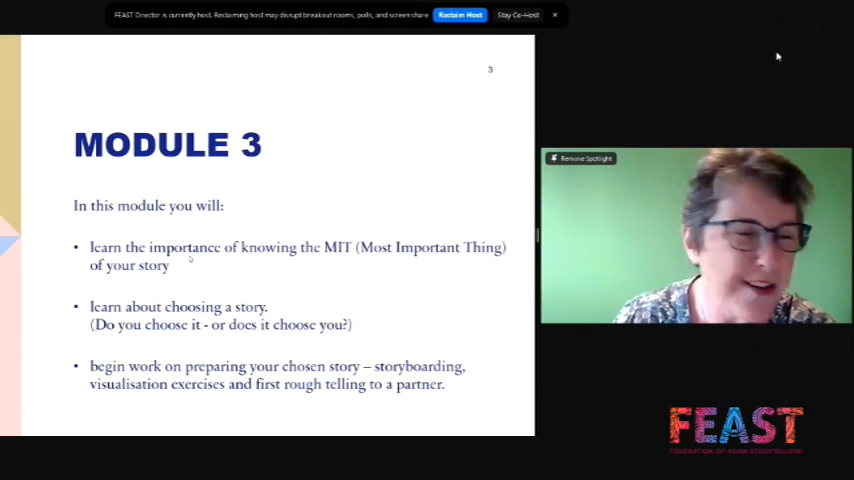 FEAST Director is currently host. Reclaiming host may disrupt breakout rooms, polls, and screen share
Reclaim Host
Stay Co-Host
3
MODULE 3
In this module you will:
• learn the importance of knowing the MIT (Most Important Thing)
of your story
• learn about choosing a story.
(Do you choose it - or does it choose you?)
• begin work on preparing your chosen story – storyboarding,
visualisation exercises and first rough telling to a partner.
Remove Spotlight
FEAST
FEDERATION OF ASIAN STORYTELLERS